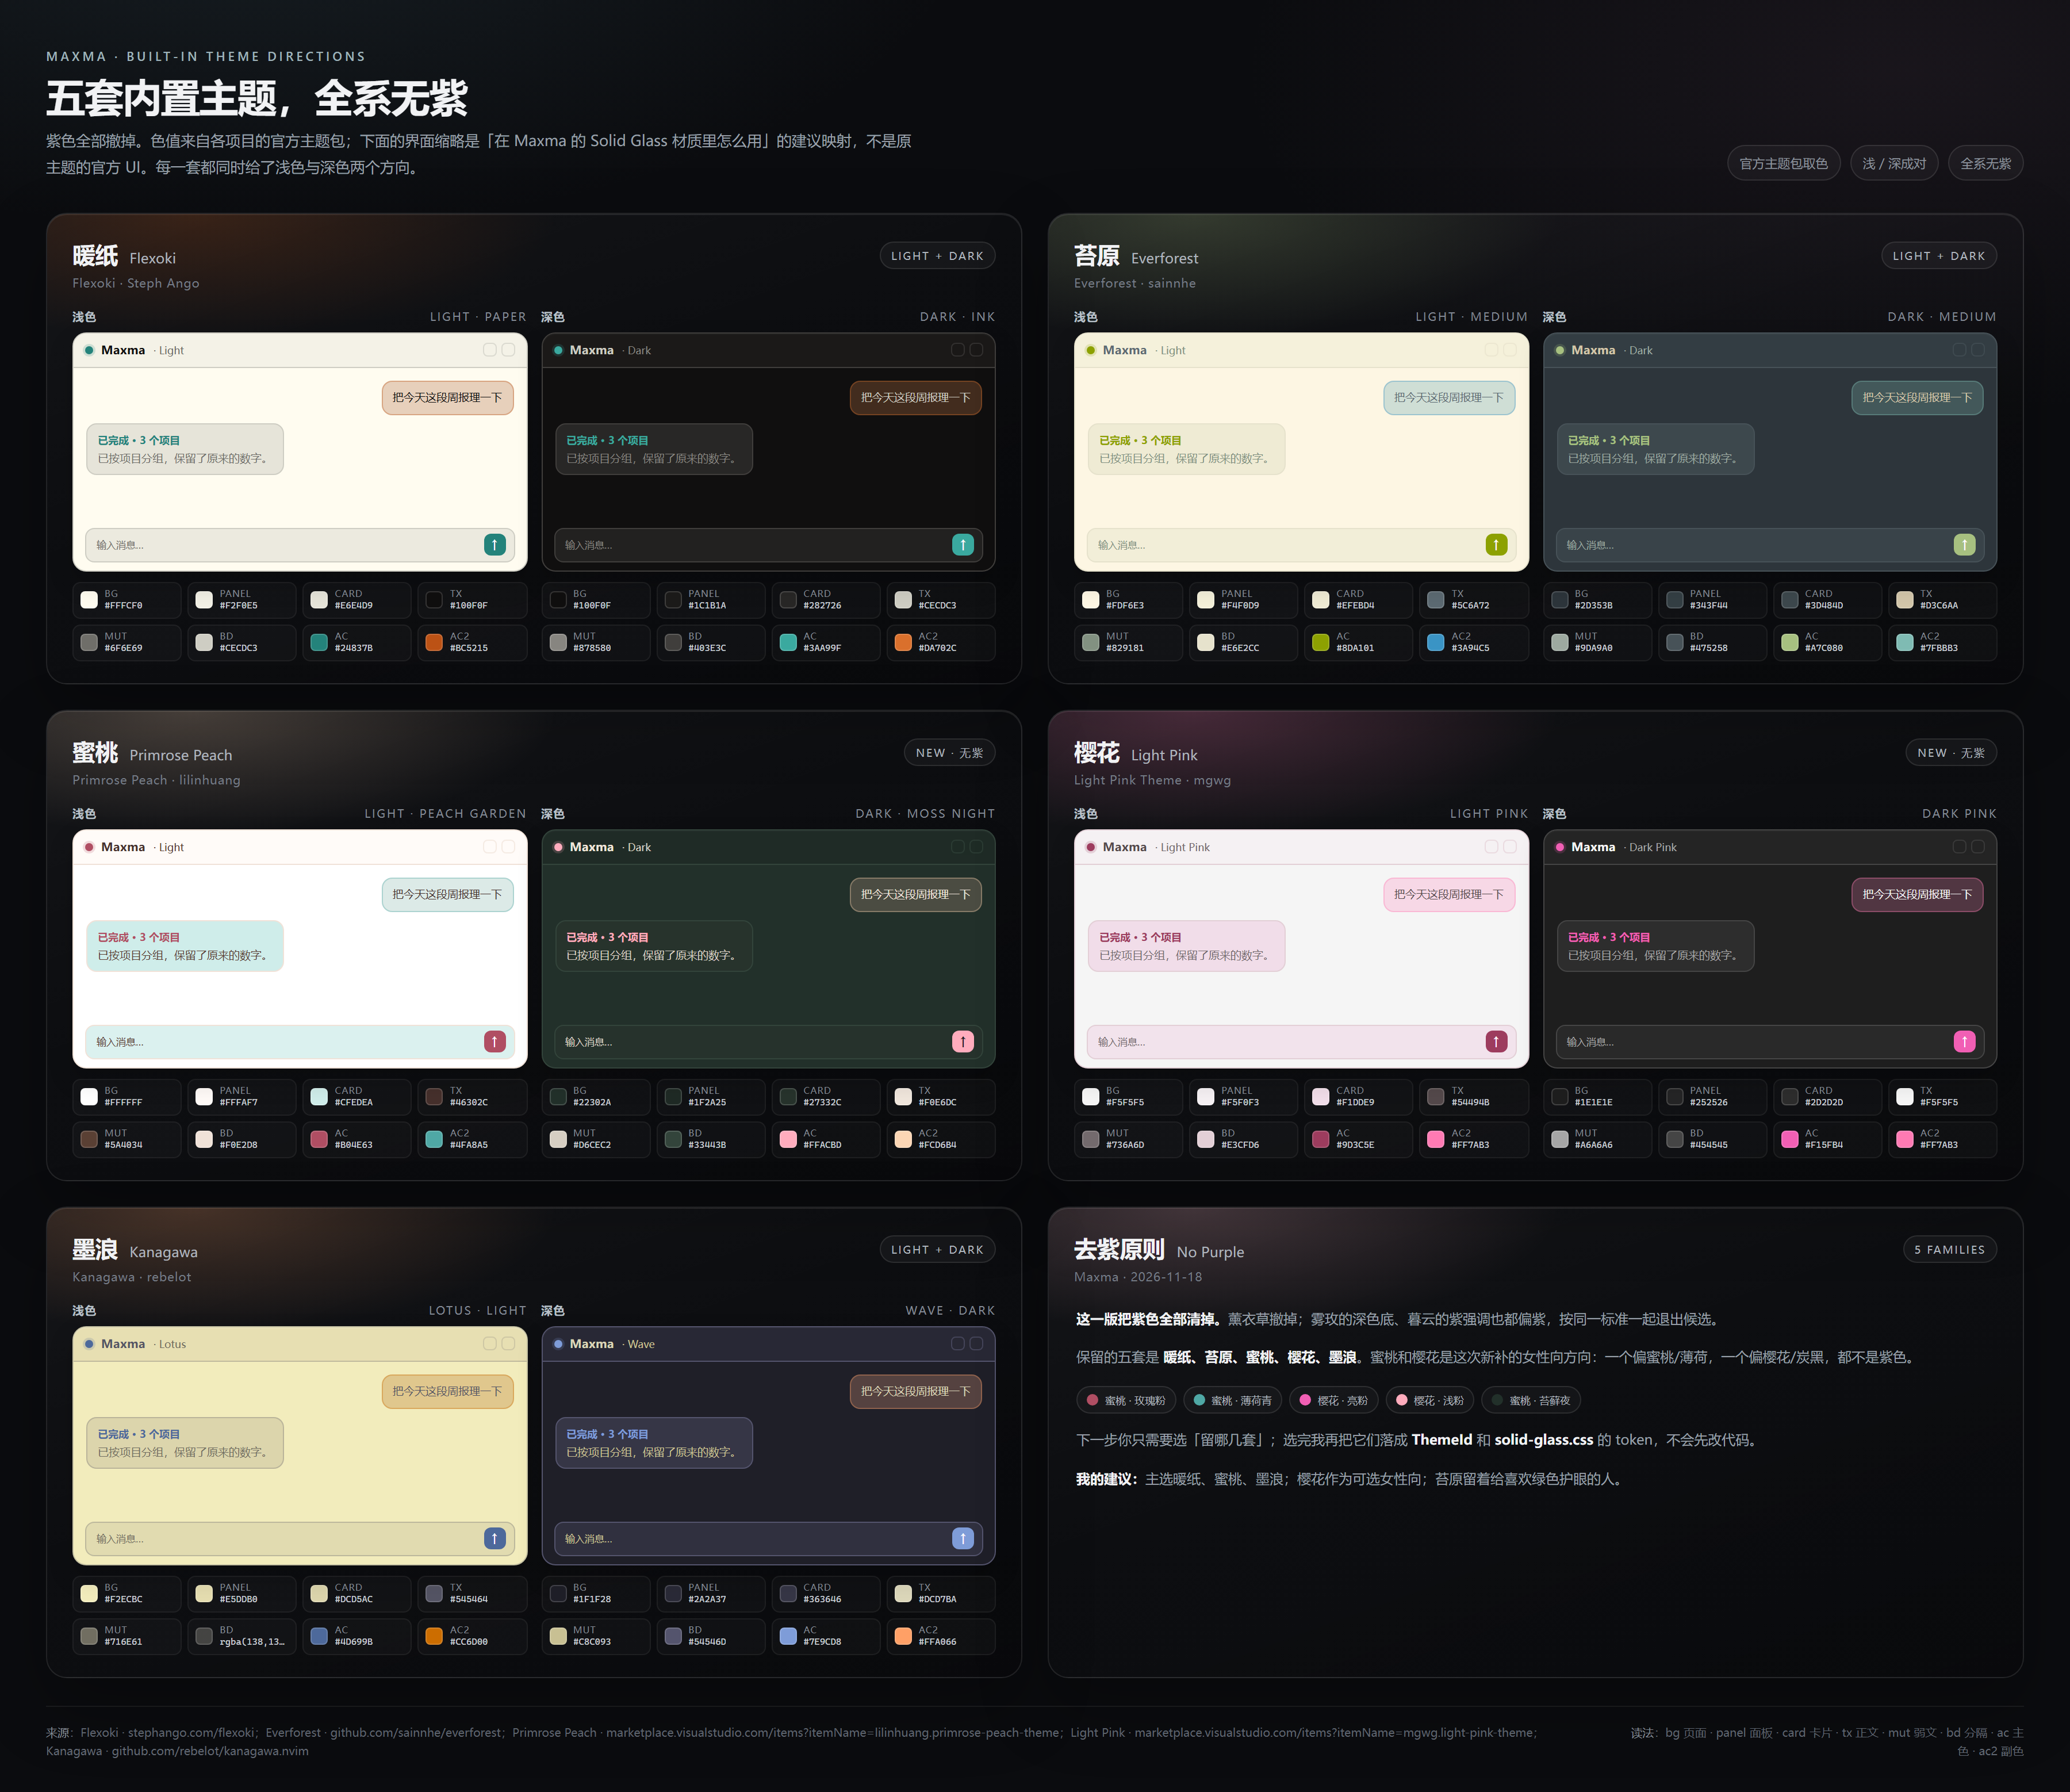 MAXMA · BUILT-IN THEME DIRECTIONS
五套内置主题，全系无紫
紫色全部撤掉。色值来自各项目的官方主题包；下面的界面缩略是「在 Maxma 的 Solid Glass 材质里怎么用」的建议映射，不是原
主题的官方 UI。每一套都同时给了浅色与深色两个方向。
官方主题包取色
浅 / 深成对
全系无紫
暖纸 Flexoki
LIGHT + DARK
Flexoki · Steph Ango
浅色 LIGHT · PAPER
Maxma · Light
把今天这段周报理一下
已完成 • 3 个项目
已按项目分组，保留了原来的数字。
输入消息...
↑
BG #FFFCF0
PANEL #F2F0E5
CARD #E6E4D9
TX #100F0F
MUT #6F6E69
BD #CECDC3
AC #24837B
AC2 #BC5215
深色 DARK · INK
Maxma · Dark
把今天这段周报理一下
已完成 • 3 个项目
已按项目分组，保留了原来的数字。
输入消息...
↑
BG #100F0F
PANEL #1C1B1A
CARD #282726
TX #CECDC3
MUT #878580
BD #403E3C
AC #3AA99F
AC2 #DA702C
苔原 Everforest
LIGHT + DARK
Everforest · sainnhe
浅色 LIGHT · MEDIUM
Maxma · Light
把今天这段周报理一下
已完成 • 3 个项目
已按项目分组，保留了原来的数字。
输入消息...
↑
BG #FDF6E3
PANEL #F4F0D9
CARD #EFEBD4
TX #5C6A72
MUT #829181
BD #E6E2CC
AC #8DA101
AC2 #3A94C5
深色 DARK · MEDIUM
Maxma · Dark
把今天这段周报理一下
已完成 • 3 个项目
已按项目分组，保留了原来的数字。
输入消息...
↑
BG #2D353B
PANEL #343F44
CARD #3D484D
TX #D3C6AA
MUT #9DA9A0
BD #475258
AC #A7C080
AC2 #7FBBB3
蜜桃 Primrose Peach
NEW · 无紫
Primrose Peach · lilinhuang
浅色 LIGHT · PEACH GARDEN
Maxma · Light
把今天这段周报理一下
已完成 • 3 个项目
已按项目分组，保留了原来的数字。
输入消息...
↑
BG #FFFFFF
PANEL #FFFAF7
CARD #CFEDEA
TX #46302C
MUT #5A4034
BD #F0E2D8
AC #B04E63
AC2 #4FA8A5
深色 DARK · MOSS NIGHT
Maxma · Dark
把今天这段周报理一下
已完成 • 3 个项目
已按项目分组，保留了原来的数字。
输入消息...
↑
BG #22302A
PANEL #1F2A25
CARD #27332C
TX #F0E6DC
MUT #D6CEC2
BD #33443B
AC #FFACBD
AC2 #FCD6B4
樱花 Light Pink
NEW · 无紫
Light Pink Theme · mgwg
浅色 LIGHT PINK
Maxma · Light Pink
把今天这段周报理一下
已完成 • 3 个项目
已按项目分组，保留了原来的数字。
输入消息...
↑
BG #F5F5F5
PANEL #F5F0F3
CARD #F1DDE9
TX #54494B
MUT #736A6D
BD #E3CFD6
AC #9D3C5E
AC2 #FF7AB3
深色 DARK PINK
Maxma · Dark Pink
把今天这段周报理一下
已完成 • 3 个项目
已按项目分组，保留了原来的数字。
输入消息...
↑
BG #1E1E1E
PANEL #252526
CARD #2D2D2D
TX #F5F5F5
MUT #A6A6A6
BD #454545
AC #F15FB4
AC2 #FF7AB3
墨浪 Kanagawa
LIGHT + DARK
Kanagawa · rebelot
浅色 LOTUS · LIGHT
Maxma · Lotus
把今天这段周报理一下
已完成 • 3 个项目
已按项目分组，保留了原来的数字。
输入消息...
↑
BG #F2ECBC
PANEL #E5DDB0
CARD #DCD5AC
TX #545464
MUT #716E61
BD rgba(138,13…
AC #4D699B
AC2 #CC6D00
深色 WAVE · DARK
Maxma · Wave
把今天这段周报理一下
已完成 • 3 个项目
已按项目分组，保留了原来的数字。
输入消息...
↑
BG #1F1F28
PANEL #2A2A37
CARD #363646
TX #DCD7BA
MUT #C8C093
BD #54546D
AC #7E9CD8
AC2 #FFA066
去紫原则 No Purple
5 FAMILIES
Maxma · 2026-11-18
这一版把紫色全部清掉。薰衣草撤掉；雾玫的深色底、暮云的紫强调也都偏紫，按同一标准一起退出候选。
保留的五套是 暖纸、苔原、蜜桃、樱花、墨浪。蜜桃和樱花是这次新补的女性向方向：一个偏蜜桃/薄荷，一个偏樱花/炭黑，都不是紫色。
蜜桃 · 玫瑰粉
蜜桃 · 薄荷青
樱花 · 亮粉
樱花 · 浅粉
蜜桃 · 苔藓夜
下一步你只需要选「留哪几套」；选完我再把它们落成 ThemeId 和 solid-glass.css 的 token，不会先改代码。
我的建议：主选暖纸、蜜桃、墨浪；樱花作为可选女性向；苔原留着给喜欢绿色护眼的人。
来源：Flexoki · stephango.com/flexoki；Everforest · github.com/sainnhe/everforest；Primrose Peach · marketplace.visualstudio.com/items?itemName=lilinhuang.primrose-peach-theme；Light Pink · marketplace.visualstudio.com/items?itemName=mgwg.light-pink-theme；
Kanagawa · github.com/rebelot/kanagawa.nvim
读法：bg 页面 · panel 面板 · card 卡片 · tx 正文 · mut 弱文 · bd 分隔 · ac 主
色 · ac2 副色